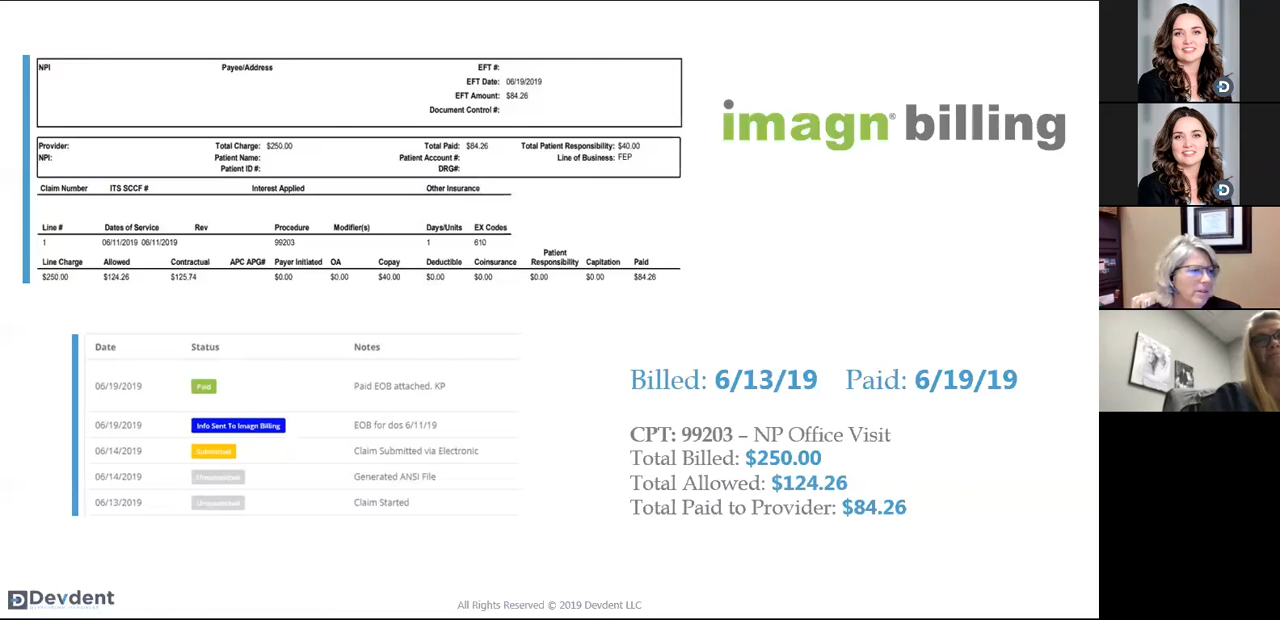 NPI Payee/Address EFT #:
EFT Date: 06/19/2019
EFT Amount: $84.26
Document Control #:
imagn® billing
Provider: Total Charge: $250.00 Total Paid: $84.26 Total Patient Responsibility: $40.00
NPI: Patient Name: Patient Account #: Line of Business: FEP
Patient ID #: DRG#:
Claim Number ITS SCCF # Interest Applied Other Insurance
Line # Dates of Service Rev Procedure Modifier(s) Days/Units EX Codes
1 06/11/2019 06/11/2019 99203 1 610
Line Charge Allowed Contractual APC APG# Payer Initiated OA Copay Deductible Coinsurance Patient Responsibility Capitation Paid
$250.00 $124.26 $125.74 $0.00 $0.00 $40.00 $0.00 $0.00 $0.00 $0.00 $84.26
Date Status Notes
06/19/2019 Paid Paid EOB attached. KP
06/19/2019 Info Sent To Imagn Billing EOB for dos 6/11/19
06/14/2019 Submitted Claim Submitted via Electronic
06/14/2019 Generated ANSI File
06/13/2019 Claim Started
Billed: 6/13/19 Paid: 6/19/19
CPT: 99203 – NP Office Visit
Total Billed: $250.00
Total Allowed: $124.26
Total Paid to Provider: $84.26
Devdent
All Rights Reserved © 2019 Devdent LLC